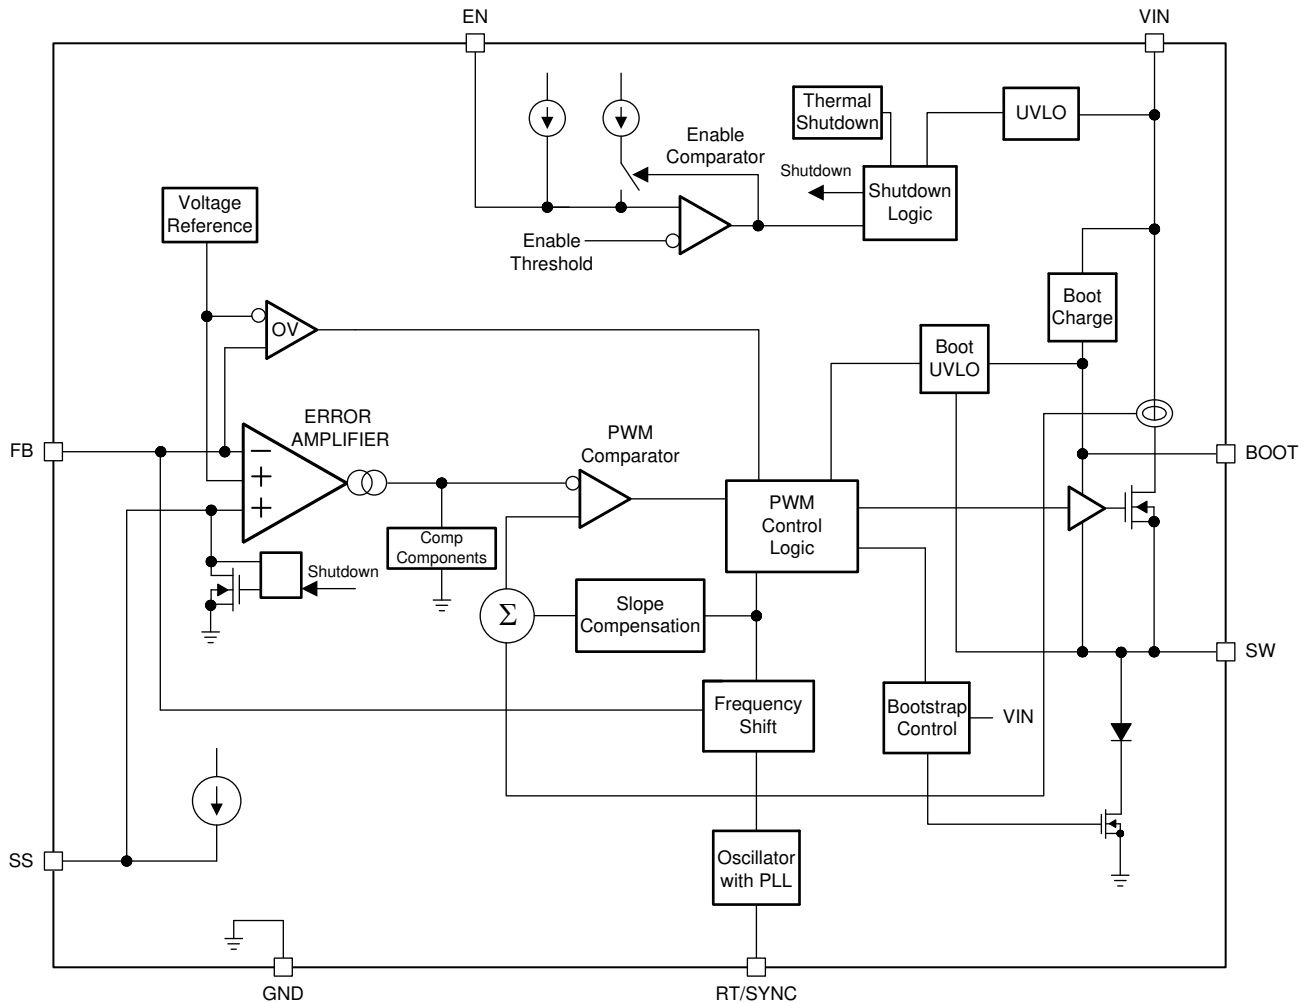 EN
VIN
Thermal
Shutdown
UVLO
Enable
Comparator
Shutdown
Shutdown
Logic
Voltage
Reference
Enable
Threshold
Boot
Charge
OV
Boot
UVLO
ERROR
AMPLIFIER
PWM
Comparator
FB
BOOT
−
+
+
PWM
Control
Logic
Comp
Components
Shutdown
Σ
Slope
Compensation
SW
Frequency
Shift
Bootstrap
Control
VIN
SS
Oscillator
with PLL
GND
RT/SYNC